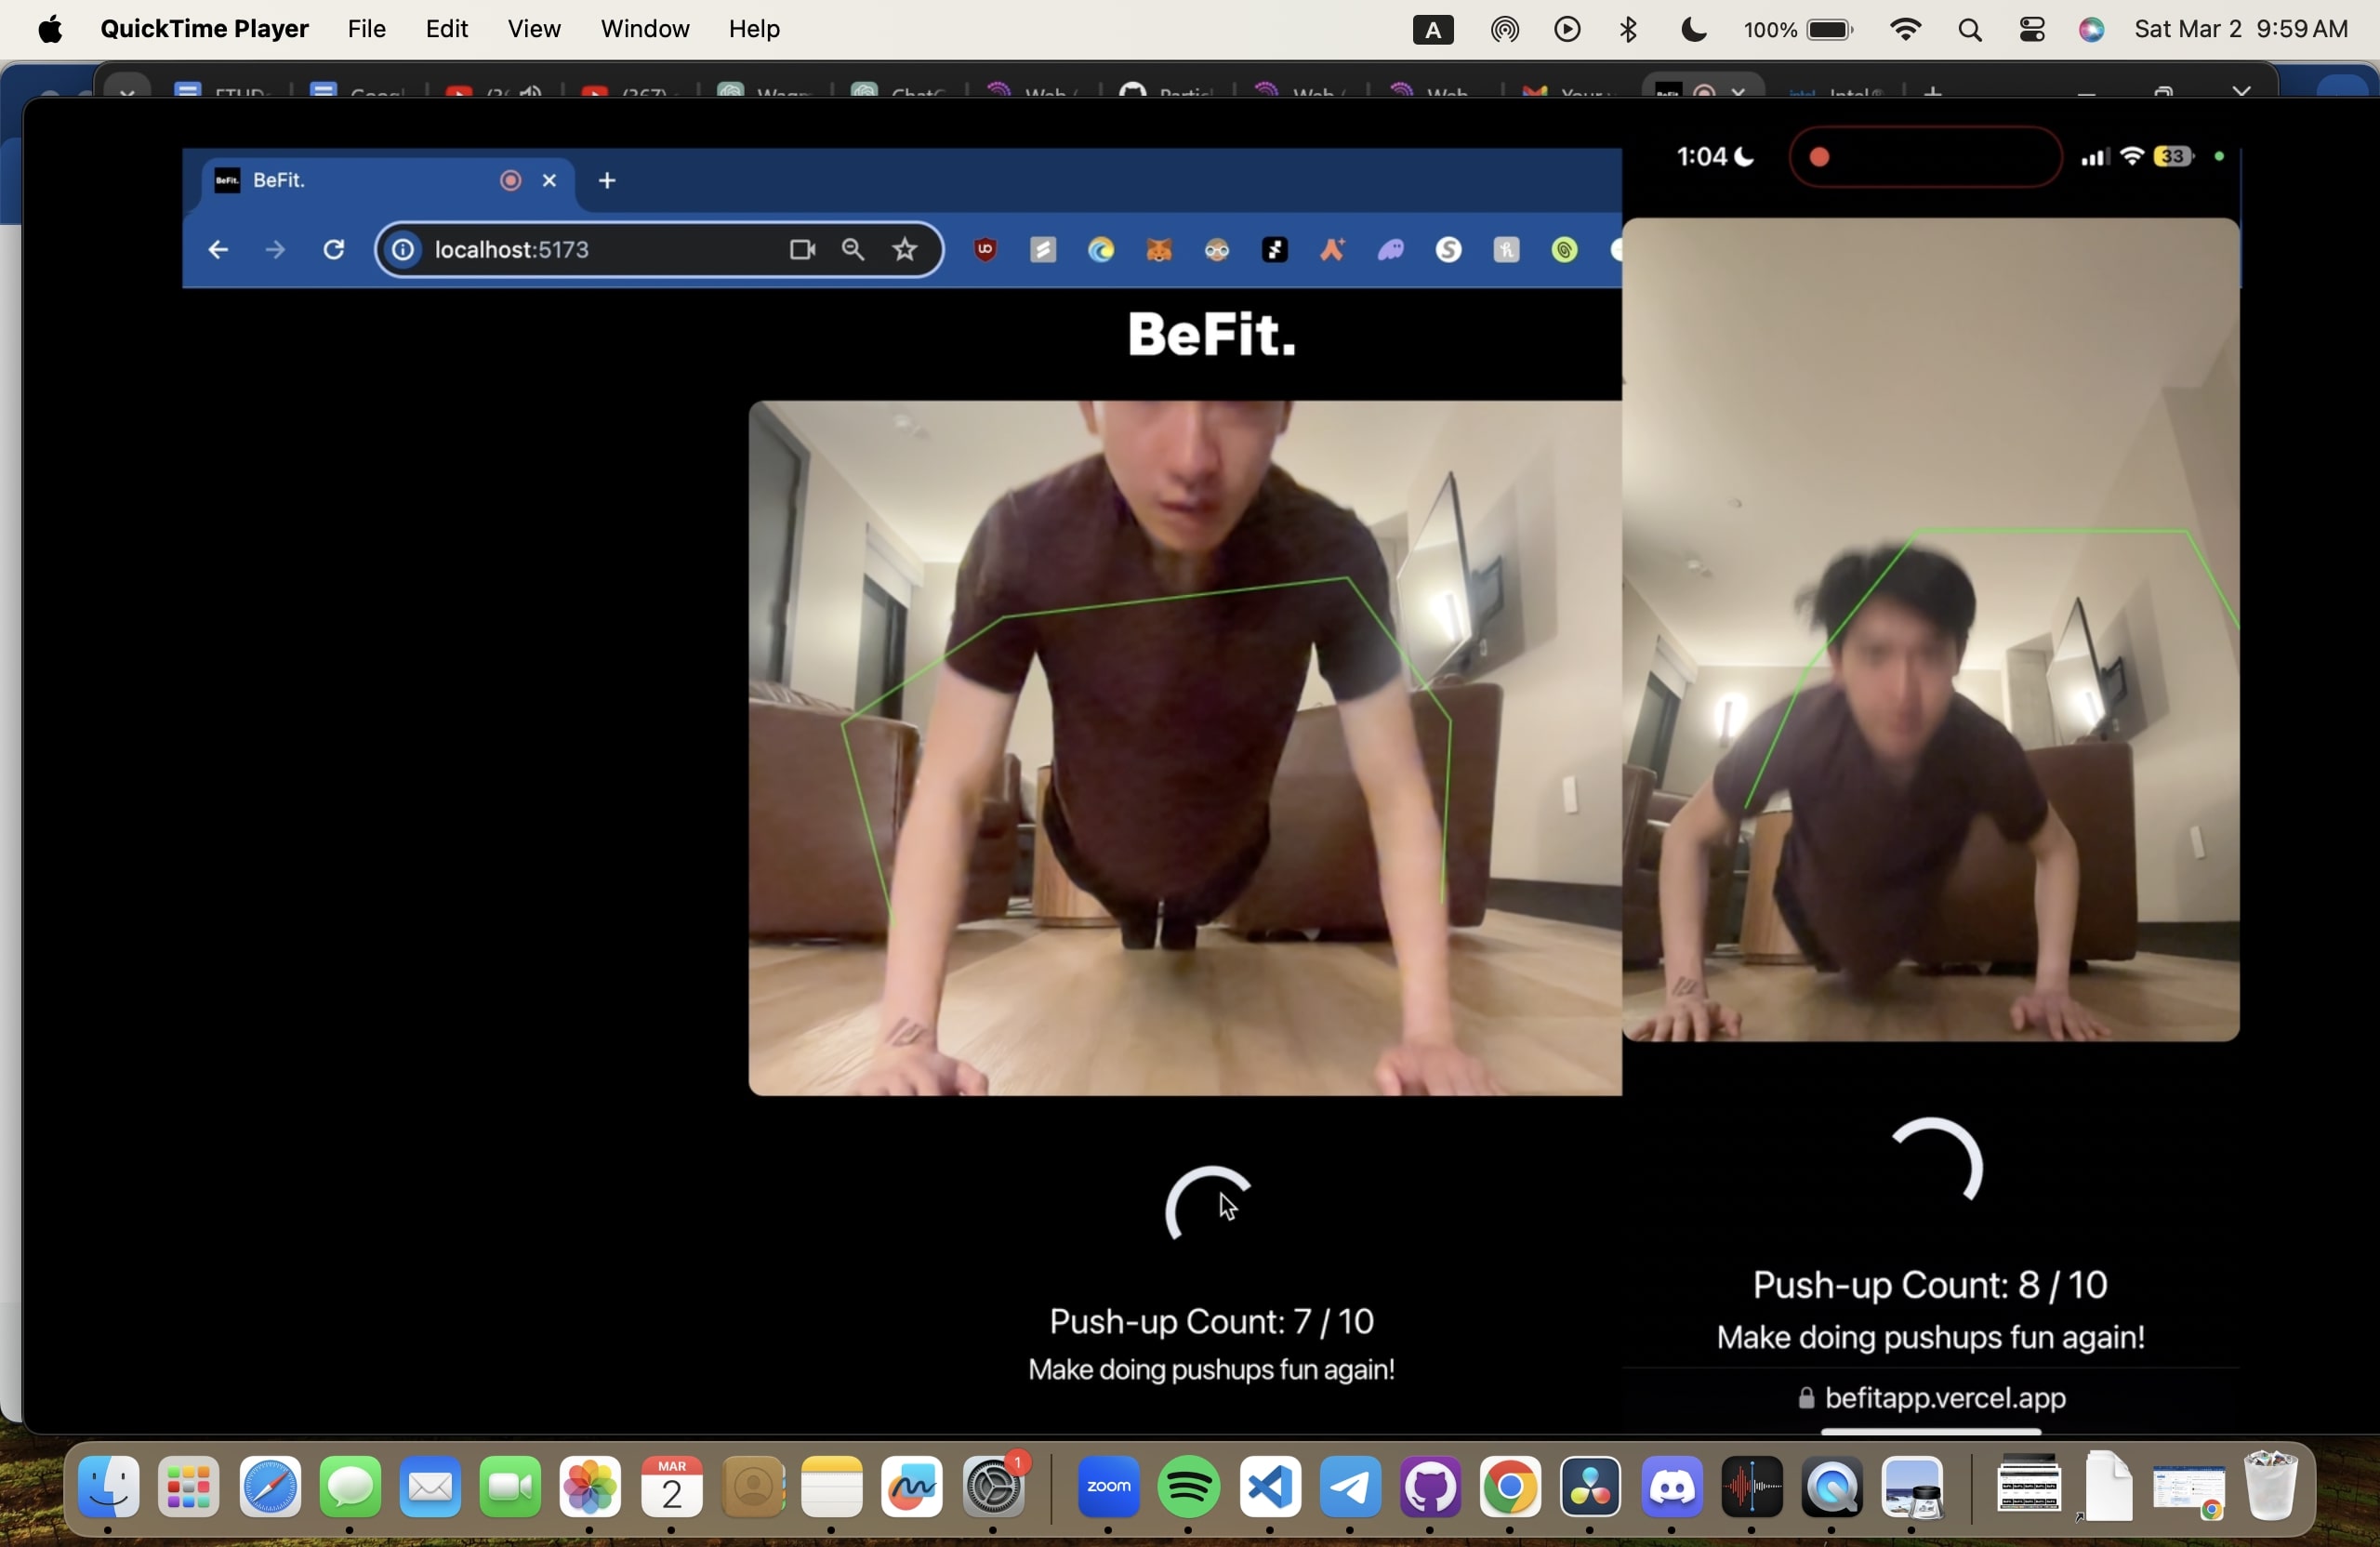 QuickTime Player File Edit View Window Help A 100% Sat Mar 2 9:59 AM
BeFit. 1:04 33
localhost:5173
BeFit.
Push-up Count: 7 / 10
Make doing pushups fun again!
Push-up Count: 8 / 10
Make doing pushups fun again!
befitapp.vercel.app
MAR
2
1
zoom